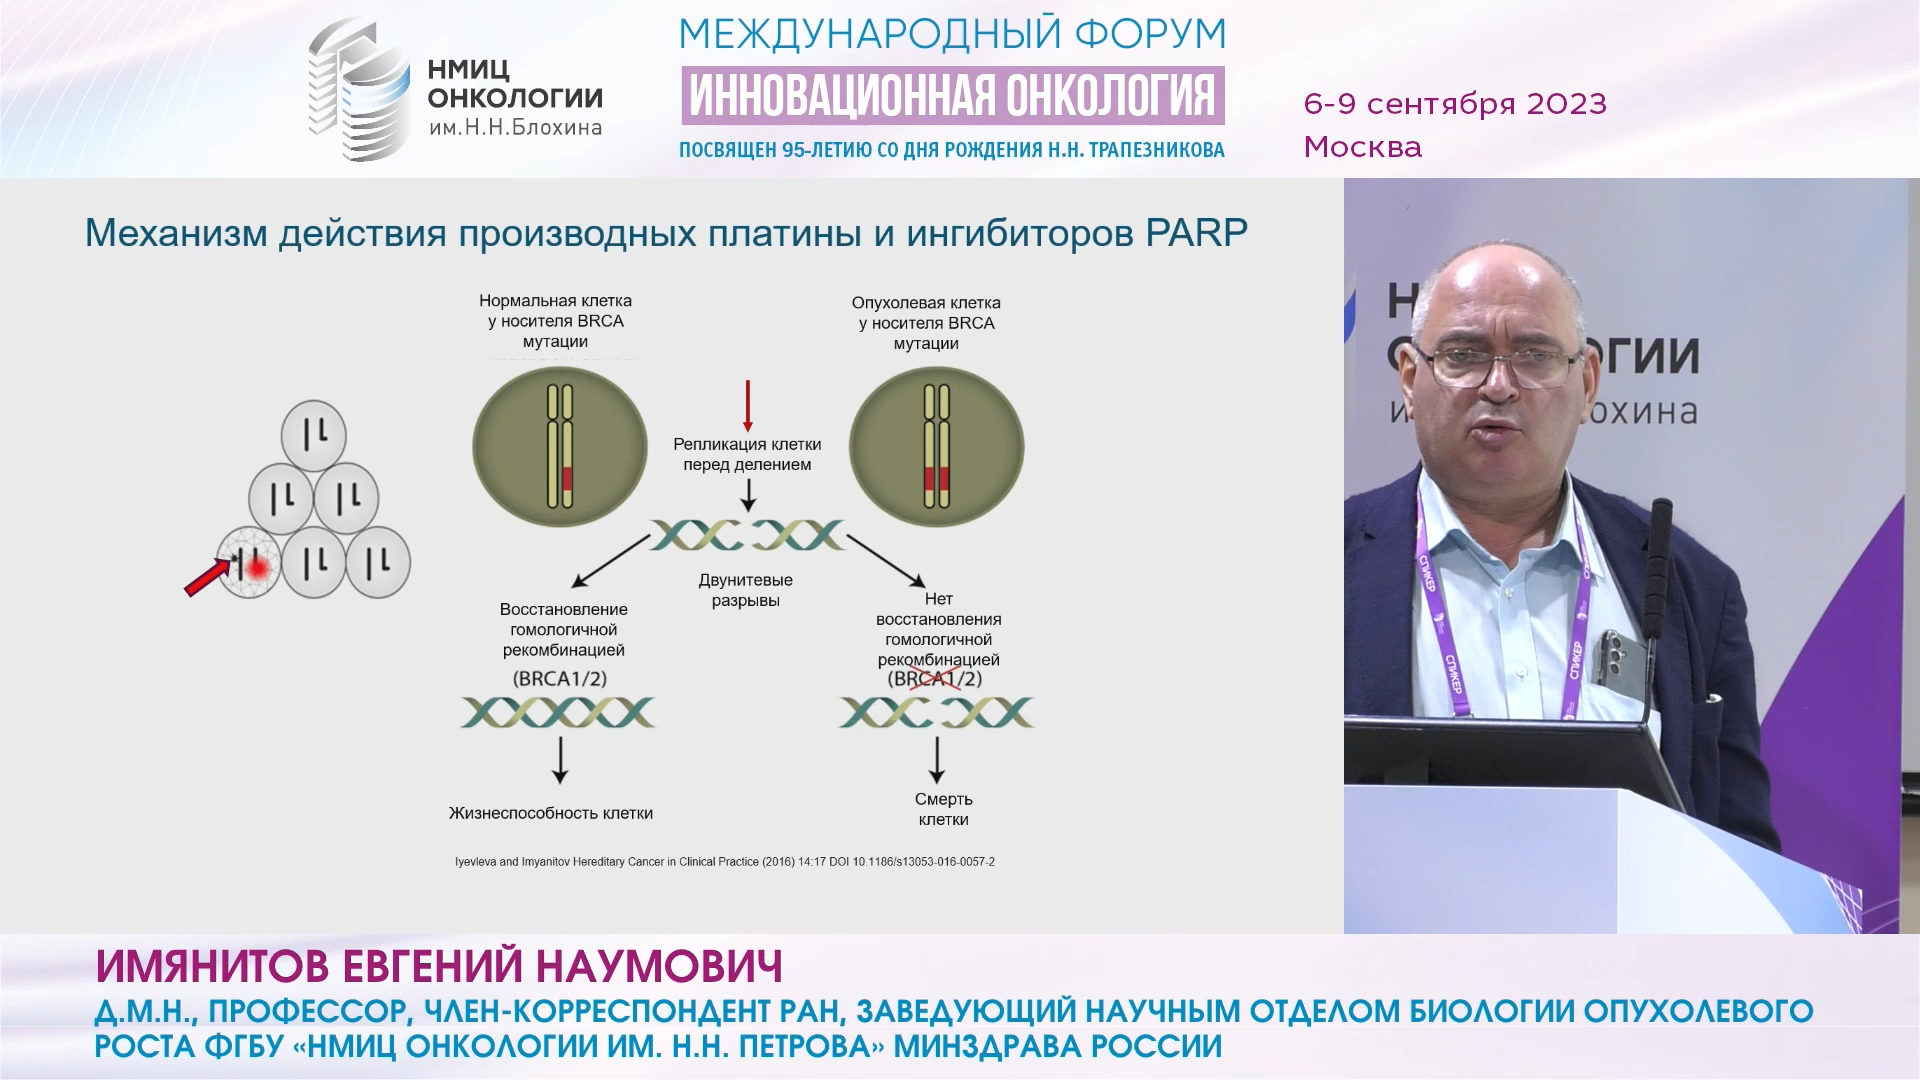 НМИЦ
ОНКОЛОГИИ
им.Н.Н.Блохина
МЕЖДУНАРОДНЫЙ ФОРУМ
ИННОВАЦИОННАЯ ОНКОЛОГИЯ
ПОСВЯЩЕН 95-ЛЕТИЮ СО ДНЯ РОЖДЕНИЯ Н.Н. ТРАПЕЗНИКОВА
6-9 сентября 2023
Москва
Механизм действия производных платины и ингибиторов PARP
Нормальная клетка
у носителя BRCA
мутации
Опухолевая клетка
у носителя BRCA
мутации
Репликация клетки
перед делением
Двунитевые
разрывы
Восстановление
гомологичной
рекомбинацией
(BRCA1/2)
Нет
восстановления
гомологичной
рекомбинацией
(BRCA1/2)
Жизнеспособность клетки
Смерть
клетки
Iyevleva and Imyanitov Hereditary Cancer in Clinical Practice (2016) 14:17 DOI 10.1186/s13053-016-0057-2
СПИКЕР
СПИКЕР
СПИКЕР
ИМЯНИТОВ ЕВГЕНИЙ НАУМОВИЧ
Д.М.Н., ПРОФЕССОР, ЧЛЕН-КОРРЕСПОНДЕНТ РАН, ЗАВЕДУЮЩИЙ НАУЧНЫМ ОТДЕЛОМ БИОЛОГИИ ОПУХОЛЕВОГО
РОСТА ФГБУ «НМИЦ ОНКОЛОГИИ ИМ. Н.Н. ПЕТРОВА» МИНЗДРАВА РОССИИ